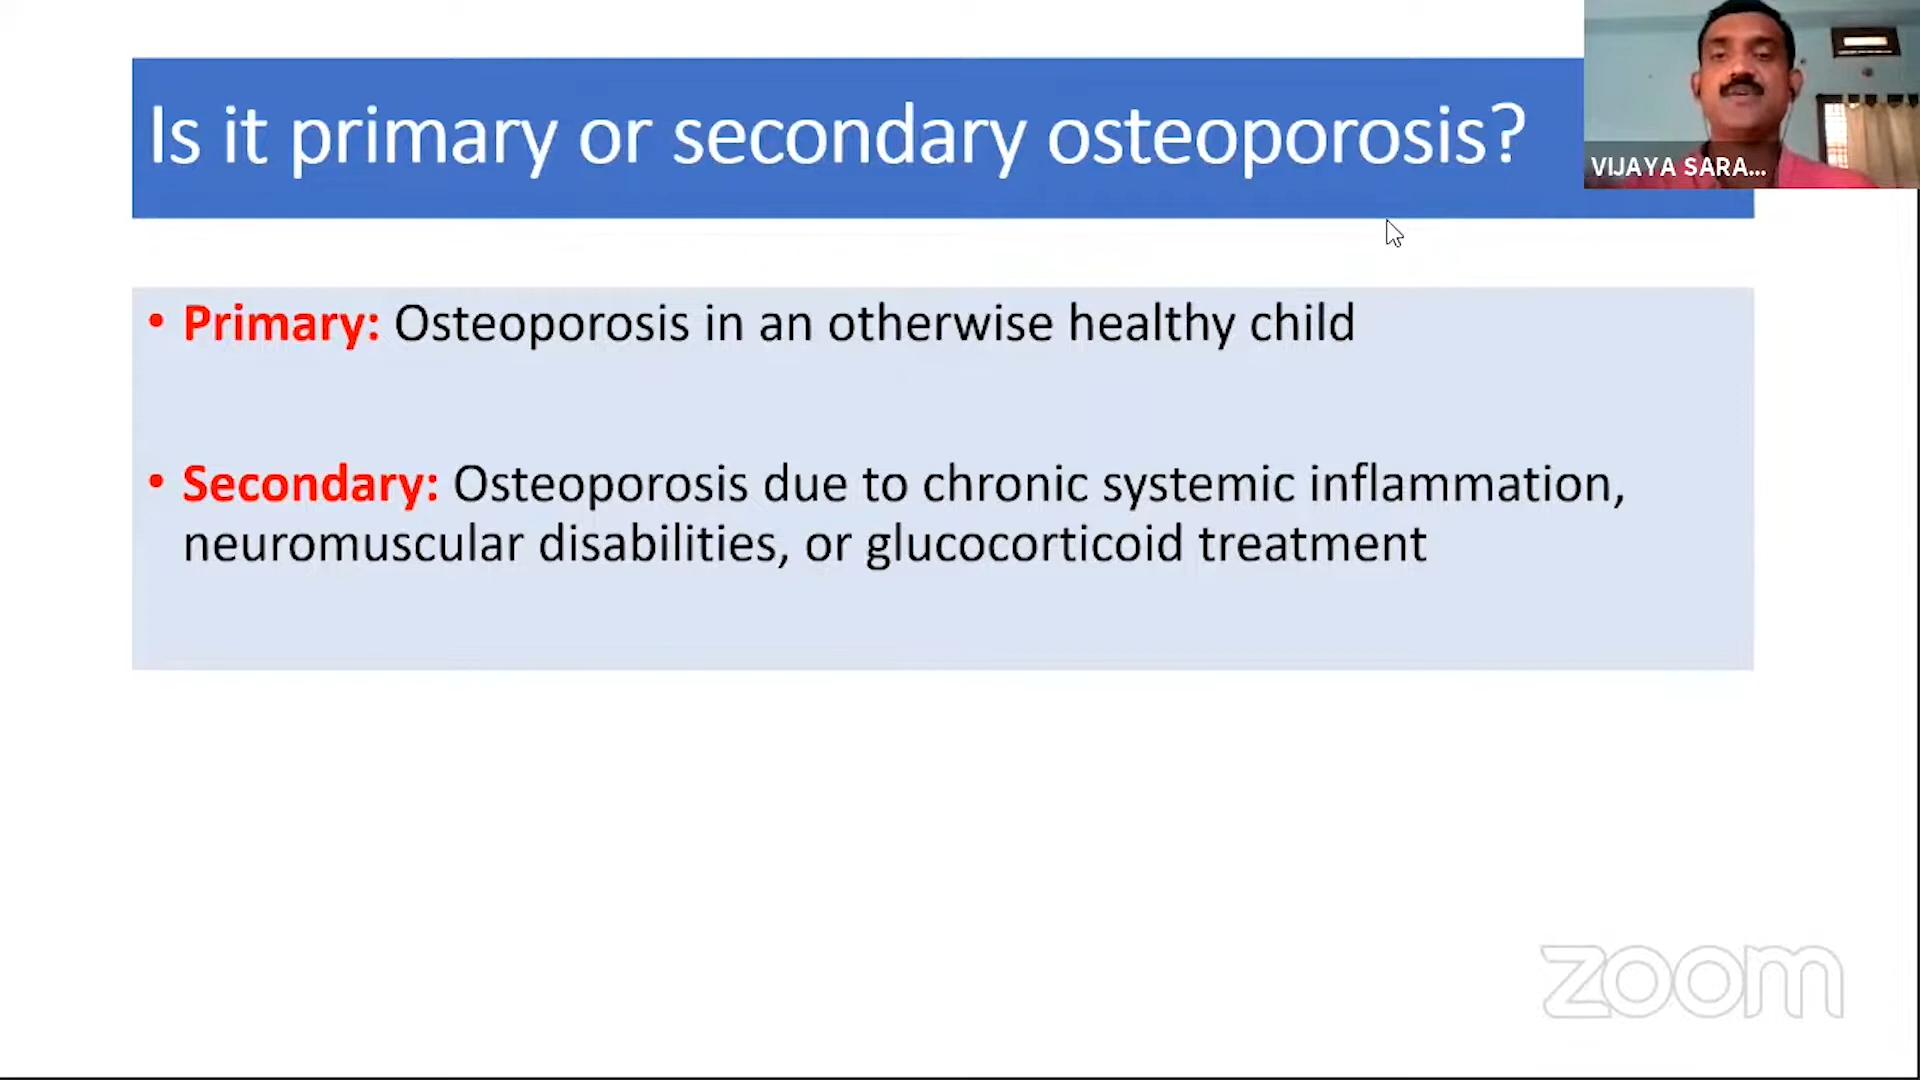 Is it primary or secondary osteoporosis?
VIJAYA SARA...
• Primary: Osteoporosis in an otherwise healthy child
• Secondary: Osteoporosis due to chronic systemic inflammation,
neuromuscular disabilities, or glucocorticoid treatment
zoom